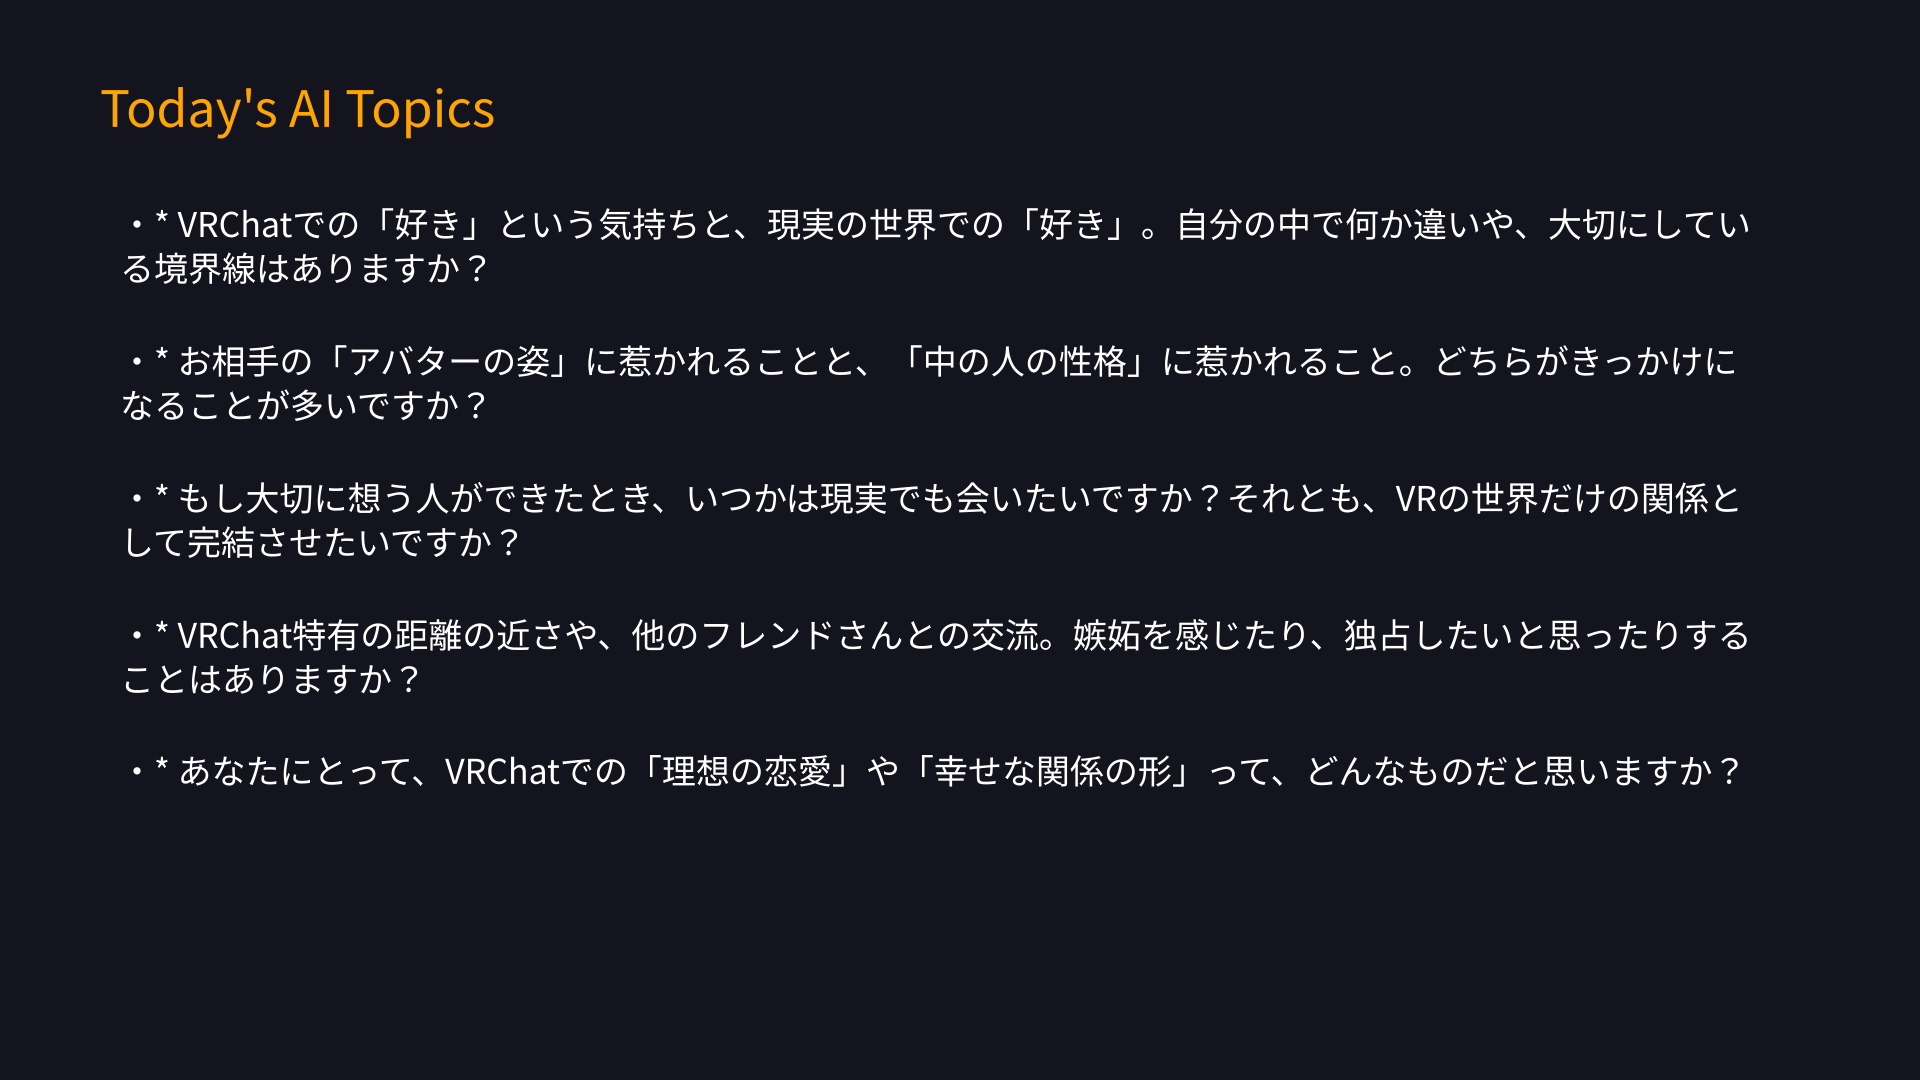 Today's AI Topics
・* VRChatでの「好き」という気持ちと、現実の世界での「好き」。自分の中で何か違いや、大切にしてい
る境界線はありますか？
・* お相手の「アバターの姿」に惹かれることと、「中の人の性格」に惹かれること。どちらがきっかけに
なることが多いですか？
・* もし大切に想う人ができたとき、いつかは現実でも会いたいですか？それとも、VRの世界だけの関係と
して完結させたいですか？
・* VRChat特有の距離の近さや、他のフレンドさんとの交流。嫉妬を感じたり、独占したいと思ったりする
ことはありますか？
・* あなたにとって、VRChatでの「理想の恋愛」や「幸せな関係の形」って、どんなものだと思いますか？